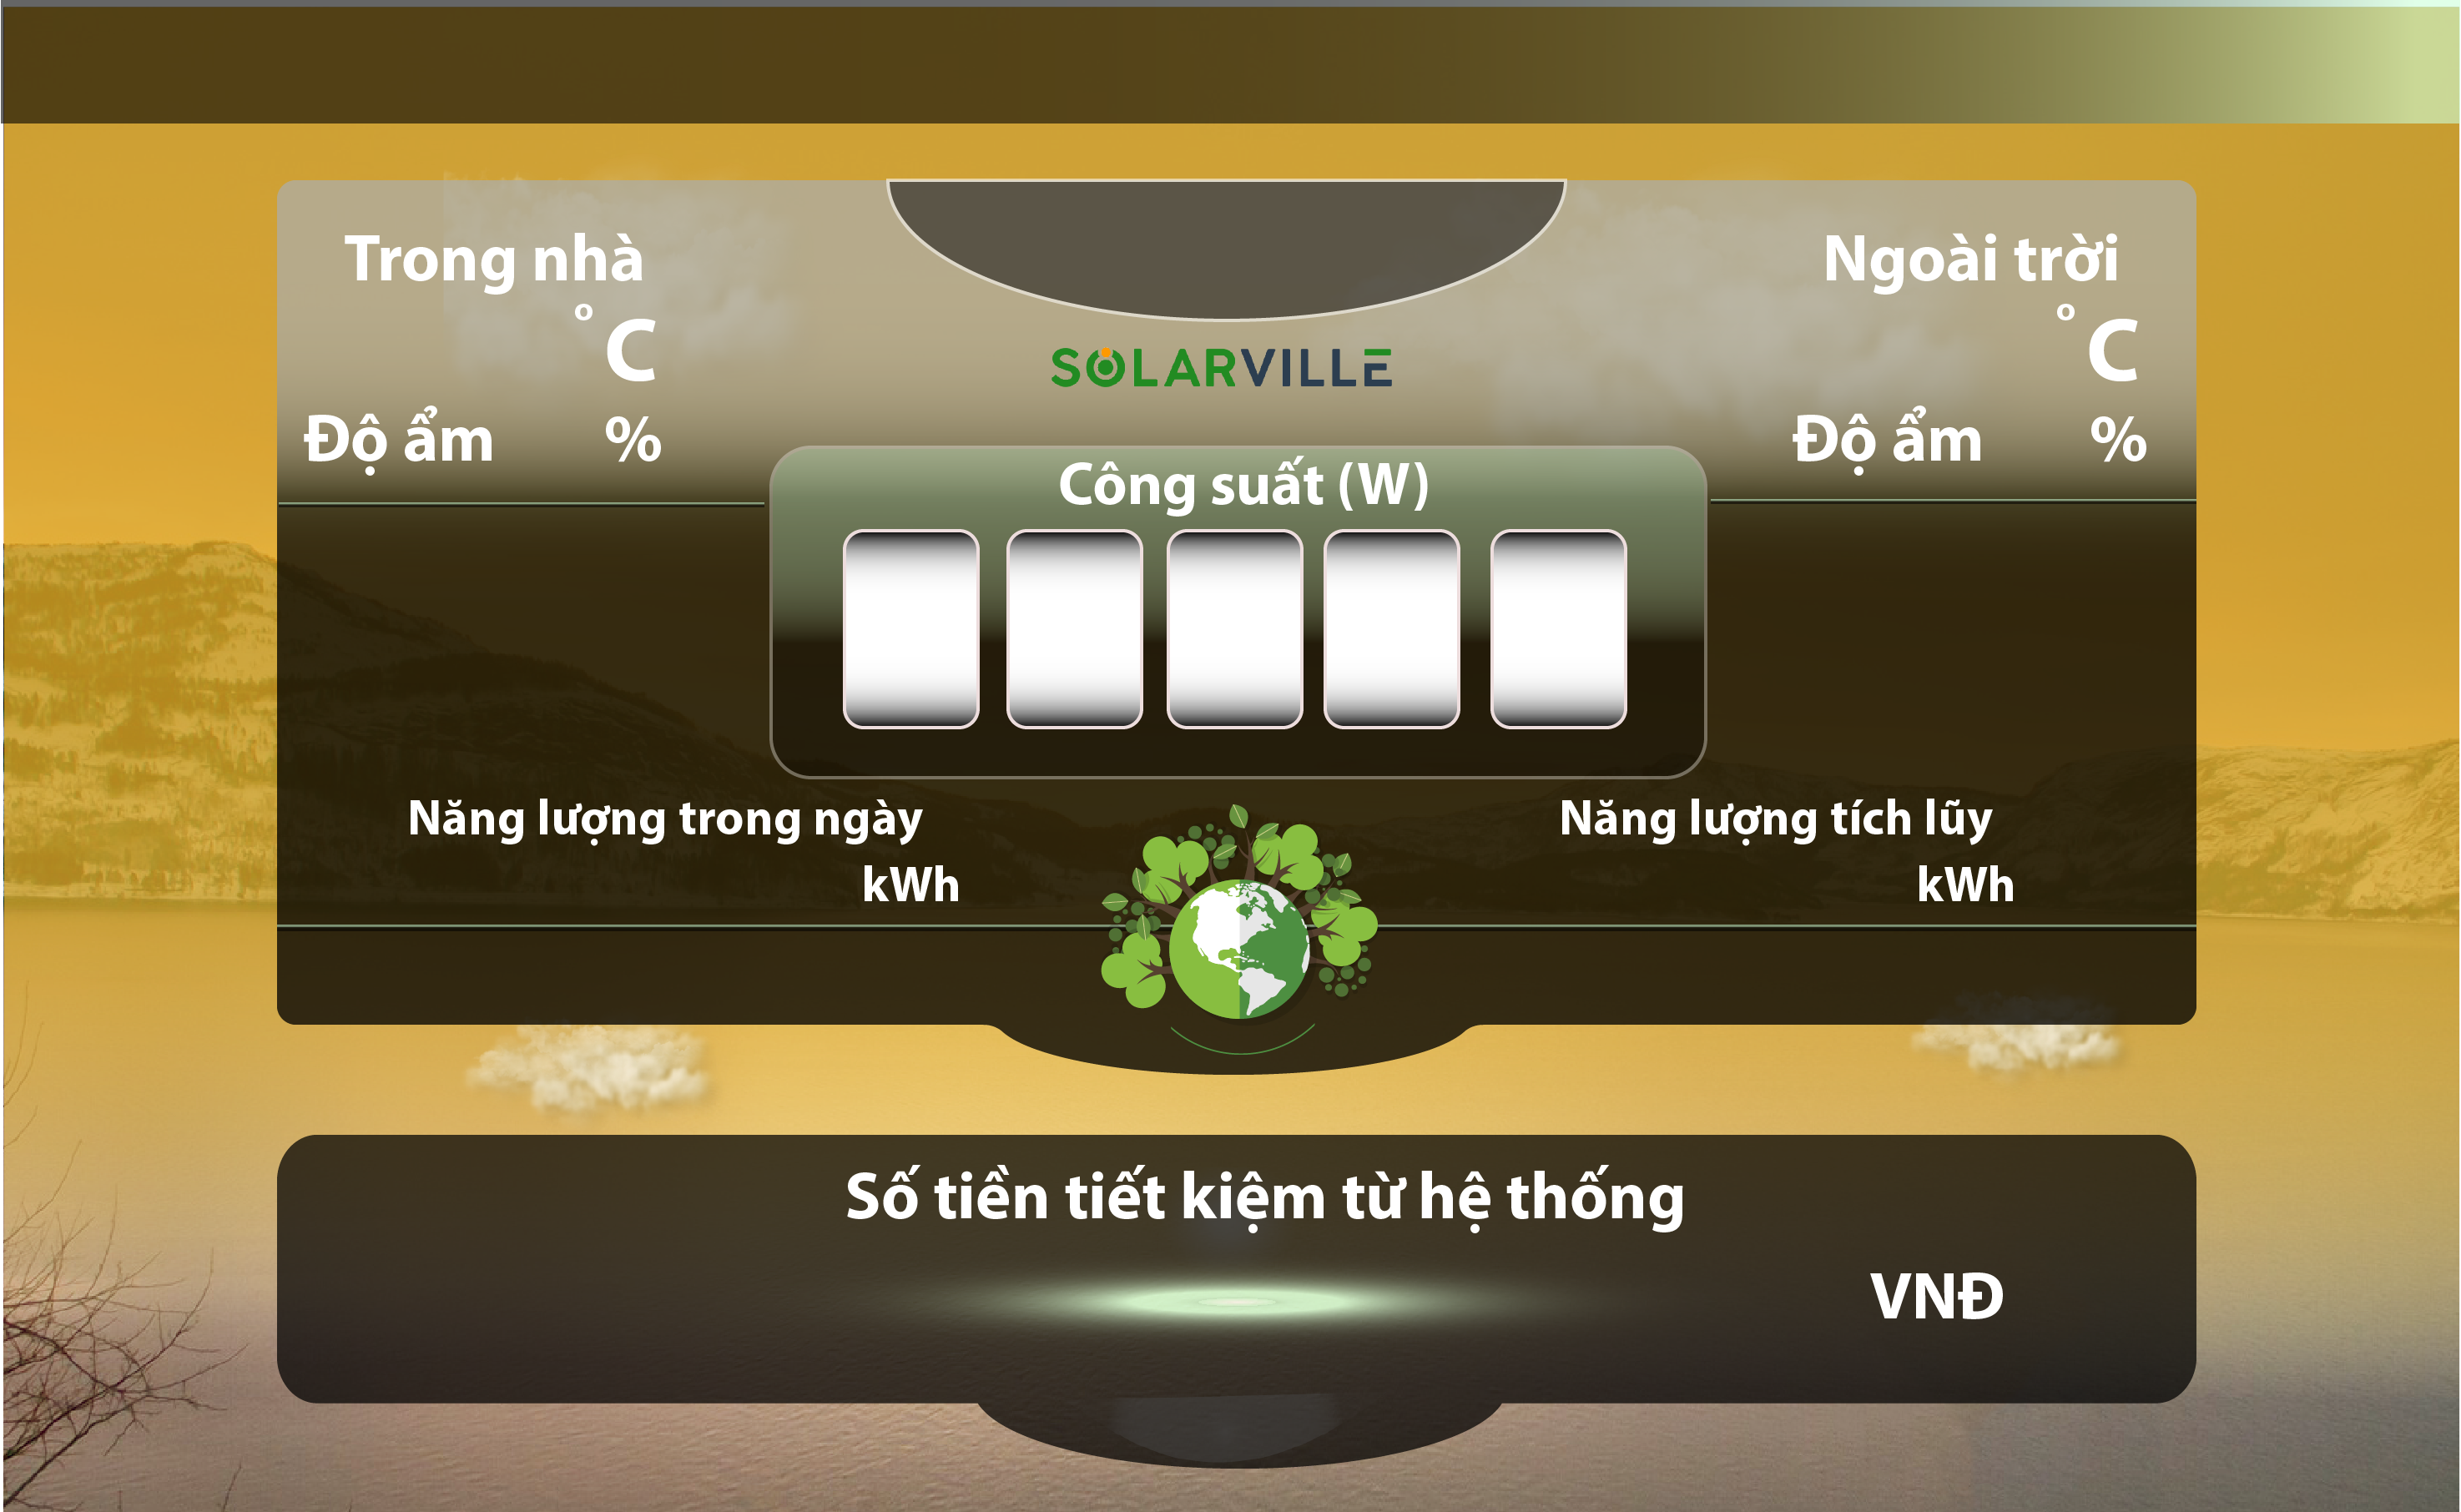 Trong nhà
Ngoài trời
°C
°C
SOLARVILLE
Độ ẩm %
Độ ẩm %
Công suất (W)
Năng lượng trong ngày
Năng lượng tích lũy
kWh
kWh
Số tiền tiết kiệm từ hệ thống
VNĐ